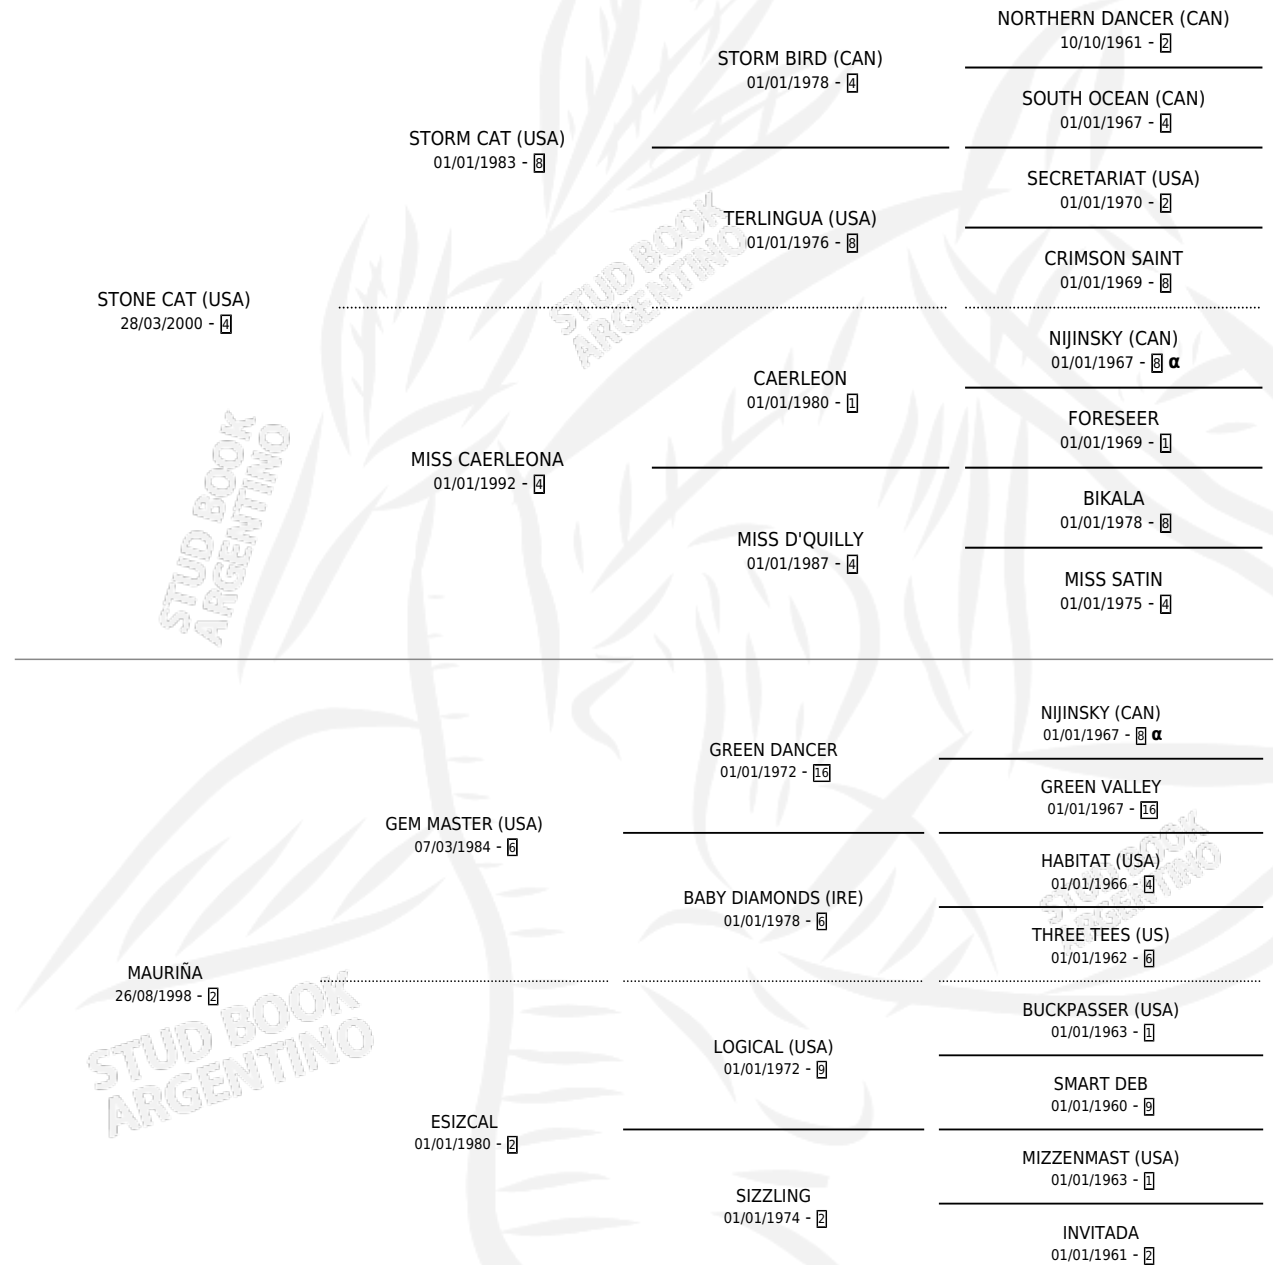 NORTHERN DANCER (CAN)
10/10/1961 - 2
STORM BIRD (CAN)
01/01/1978 - 4
SOUTH OCEAN (CAN)
01/01/1967 - 4
STORM CAT (USA)
01/01/1983 - 8
SECRETARIAT (USA)
01/01/1970 - 2
TERLINGUA (USA)
01/01/1976 - 8
CRIMSON SAINT
01/01/1969 - 8
STONE CAT (USA)
28/03/2000 - 4
NIJINSKY (CAN)
01/01/1967 - 8 α
CAERLEON
01/01/1980 - 1
FORESEER
01/01/1969 - 1
MISS CAERLEONA
01/01/1992 - 4
BIKALA
01/01/1978 - 8
MISS D'QUILLY
01/01/1987 - 4
MISS SATIN
01/01/1975 - 4
NIJINSKY (CAN)
01/01/1967 - 8 α
GREEN DANCER
01/01/1972 - 16
GREEN VALLEY
01/01/1967 - 16
GEM MASTER (USA)
07/03/1984 - 6
HABITAT (USA)
01/01/1966 - 4
BABY DIAMONDS (IRE)
01/01/1978 - 6
THREE TEES (US)
01/01/1962 - 6
MAURIÑA
26/08/1998 - 2
BUCKPASSER (USA)
01/01/1963 - 1
LOGICAL (USA)
01/01/1972 - 9
SMART DEB
01/01/1960 - 9
ESIZCAL
01/01/1980 - 2
MIZZENMAST (USA)
01/01/1963 - 1
SIZZLING
01/01/1974 - 2
INVITADA
01/01/1961 - 2
STUD BOOK
ARGENTINO
STUD BOOK
ARGENTINO
STUD BOOK
ARGENTINO
STUD BOOK
ARGENTINO